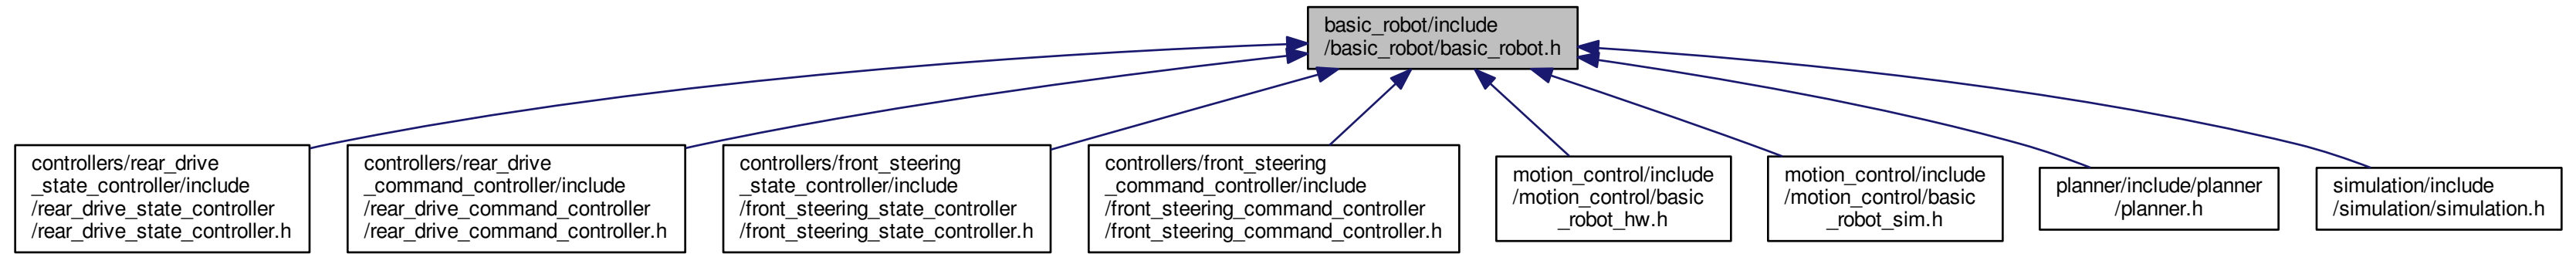 basic_robot/include
/basic_robot/basic_robot.h
controllers/rear_drive
_state_controller/include
/rear_drive_state_controller
/rear_drive_state_controller.h
controllers/rear_drive
_command_controller/include
/rear_drive_command_controller
/rear_drive_command_controller.h
controllers/front_steering
_state_controller/include
/front_steering_state_controller
/front_steering_state_controller.h
controllers/front_steering
_command_controller/include
/front_steering_command_controller
/front_steering_command_controller.h
motion_control/include
/motion_control/basic
_robot_hw.h
motion_control/include
/motion_control/basic
_robot_sim.h
planner/include/planner
/planner.h
simulation/include
/simulation/simulation.h